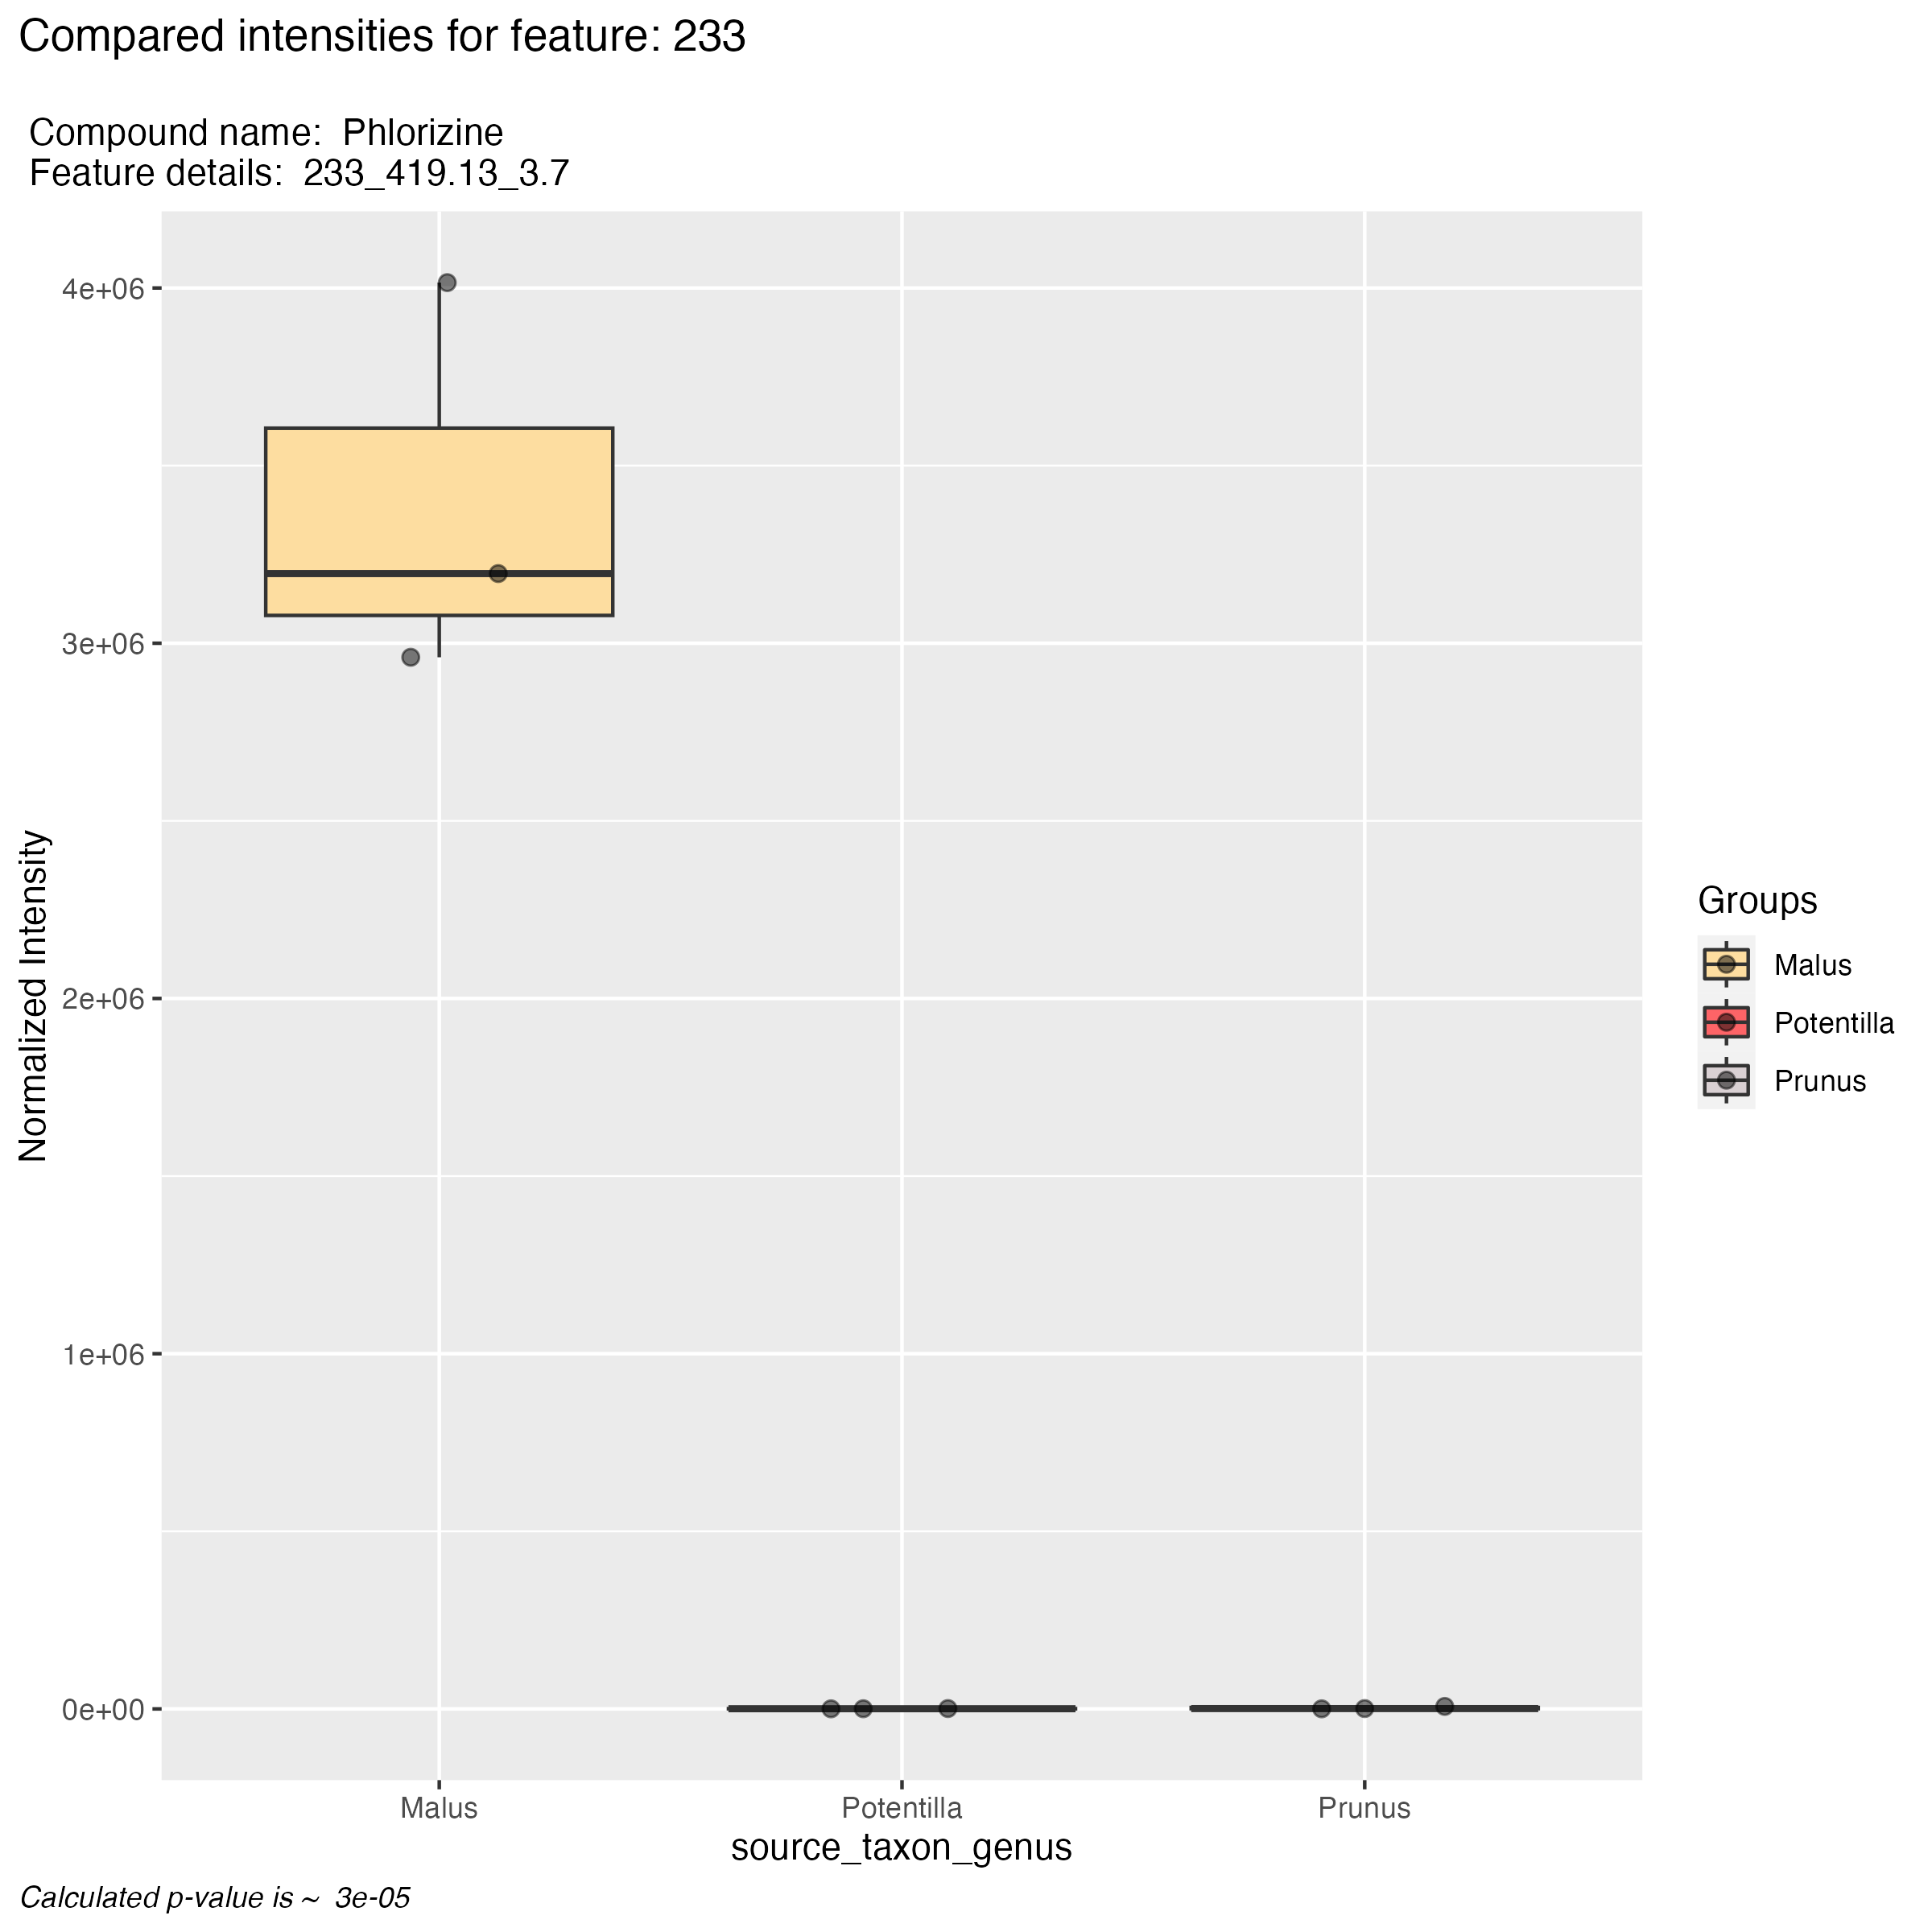 Compared intensities for feature: 233
Compound name:  Phlorizine
Feature details:  233_419.13_3.7
Normalized Intensity
4e+06
3e+06
2e+06
1e+06
0e+00
Malus
Potentilla
Prunus
source_taxon_genus
Groups
Malus
Potentilla
Prunus
Calculated p-value is ~  3e-05